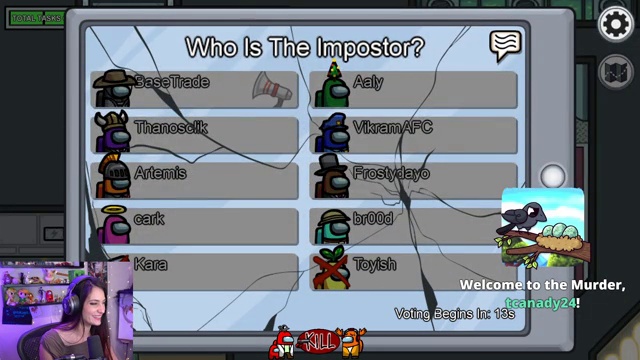 TOTAL TASKS
Who Is The Impostor?
BaseTrade
Aaly
Thanosclik
VikramAFC
Artemis
Frostydayo
cark
br00d
Kara
Toyish
Welcome to the Murder,
tcanady24!
Voting Begins In: 13s
KILL